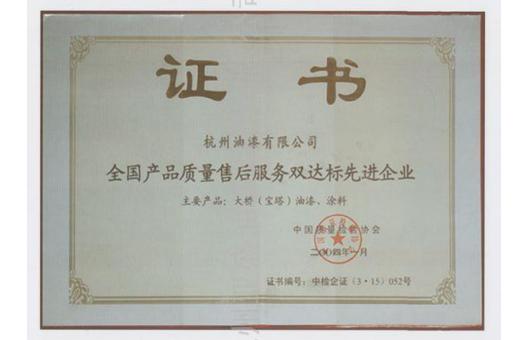 证书
杭州油漆有限公司
全国产品质量售后服务双达标先进企业
主要产品：大桥（宝塔）油漆、涂料
中国质量检验协会
二〇〇四年一月
证书编号：中检企证（3·15）052号